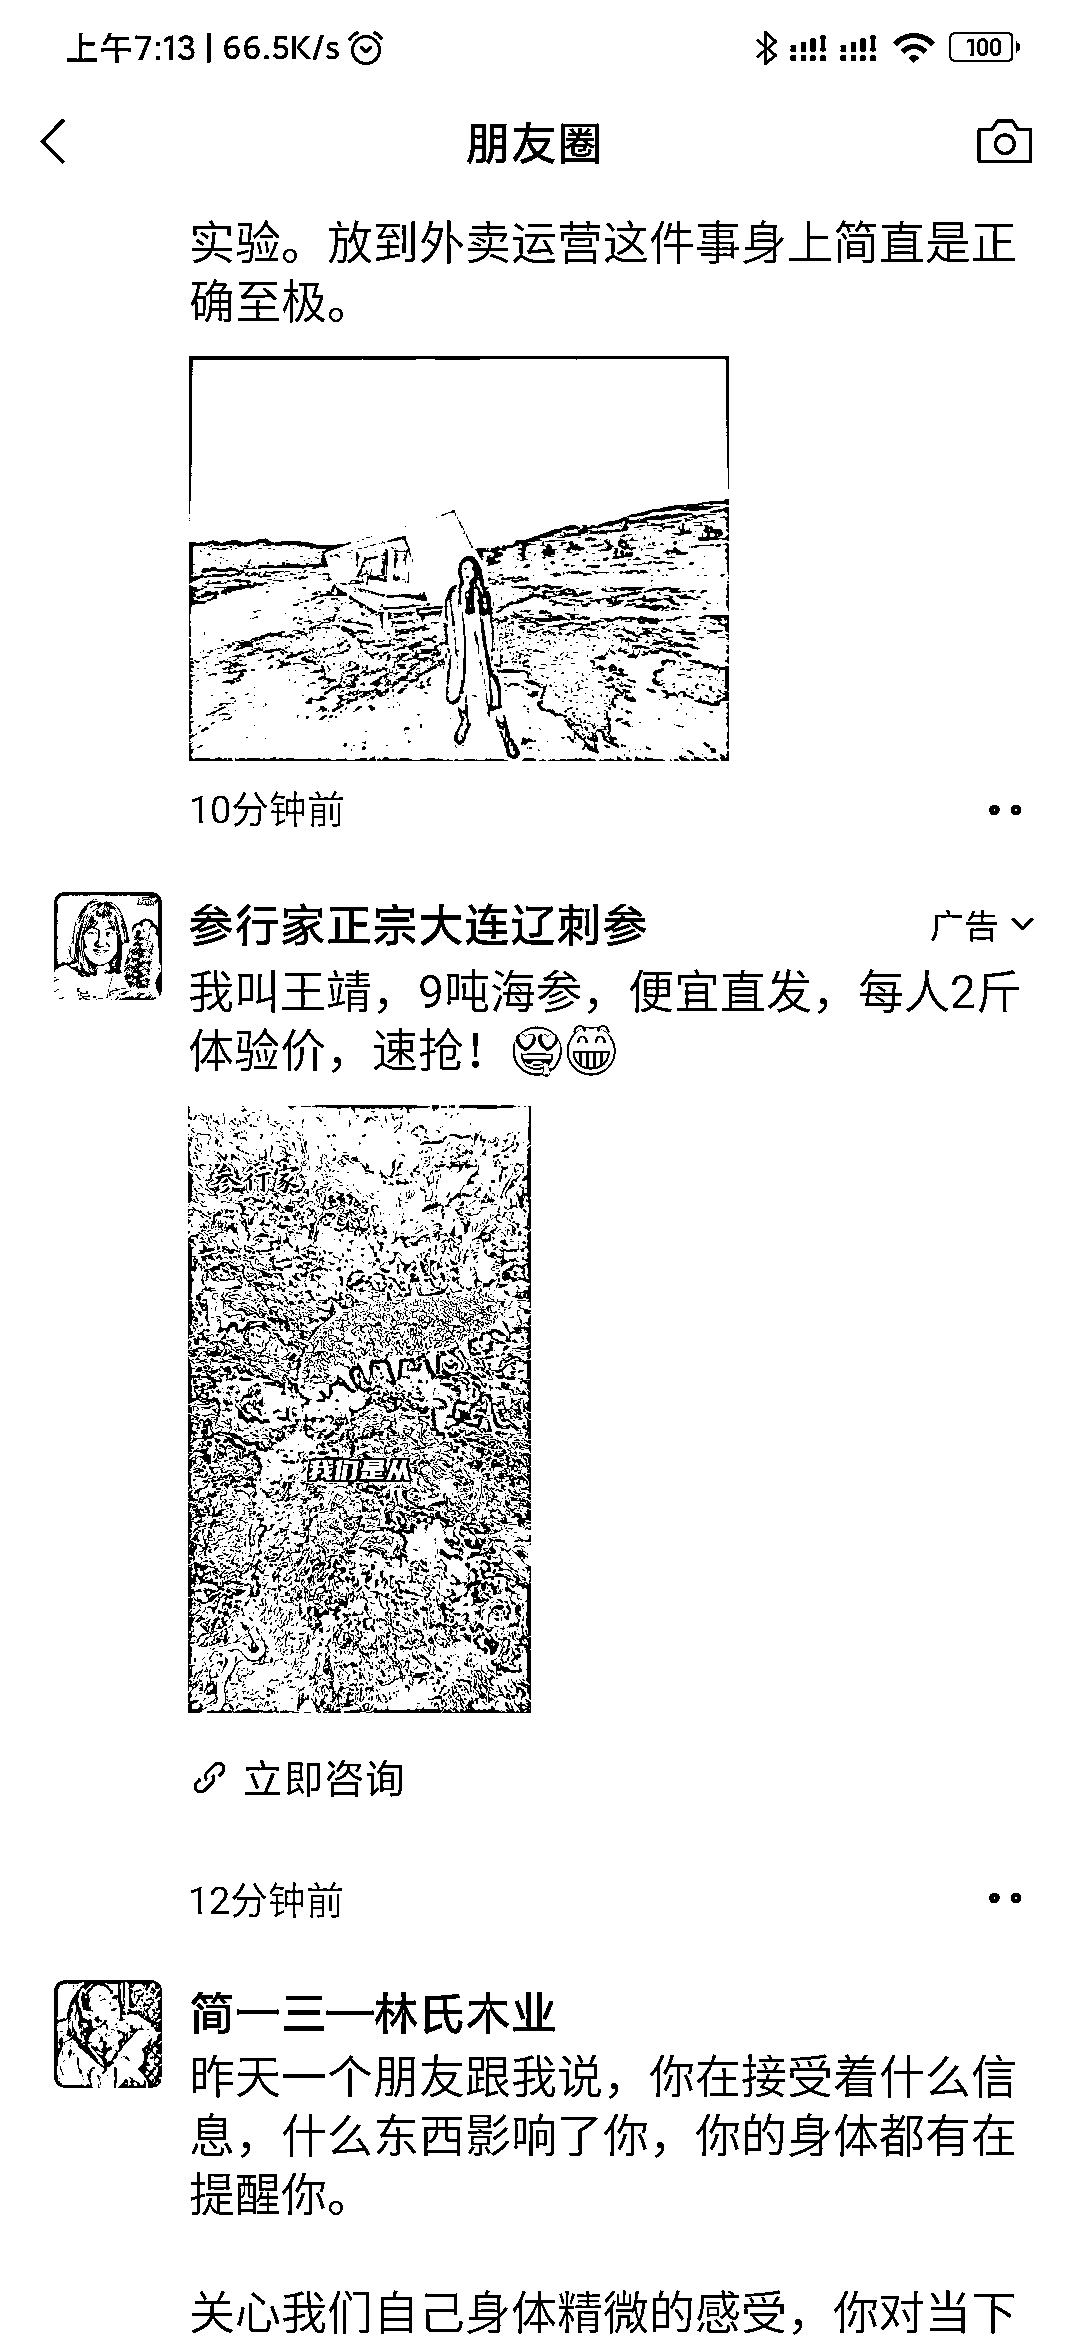 上午7:13 | 66.5K/s
100
朋友圈
实验。放到外卖运营这件事身上简直是正
确至极。
10分钟前
参行家正宗大连辽刺参
广告
我叫王靖，9吨海参，便宜直发，每人2斤
体验价，速抢！
参行家
我们是从
立即咨询
12分钟前
简一三一林氏木业
昨天一个朋友跟我说，你在接受着什么信
息，什么东西影响了你，你的身体都有在
提醒你。
关心我们自己身体精微的感受，你对当下